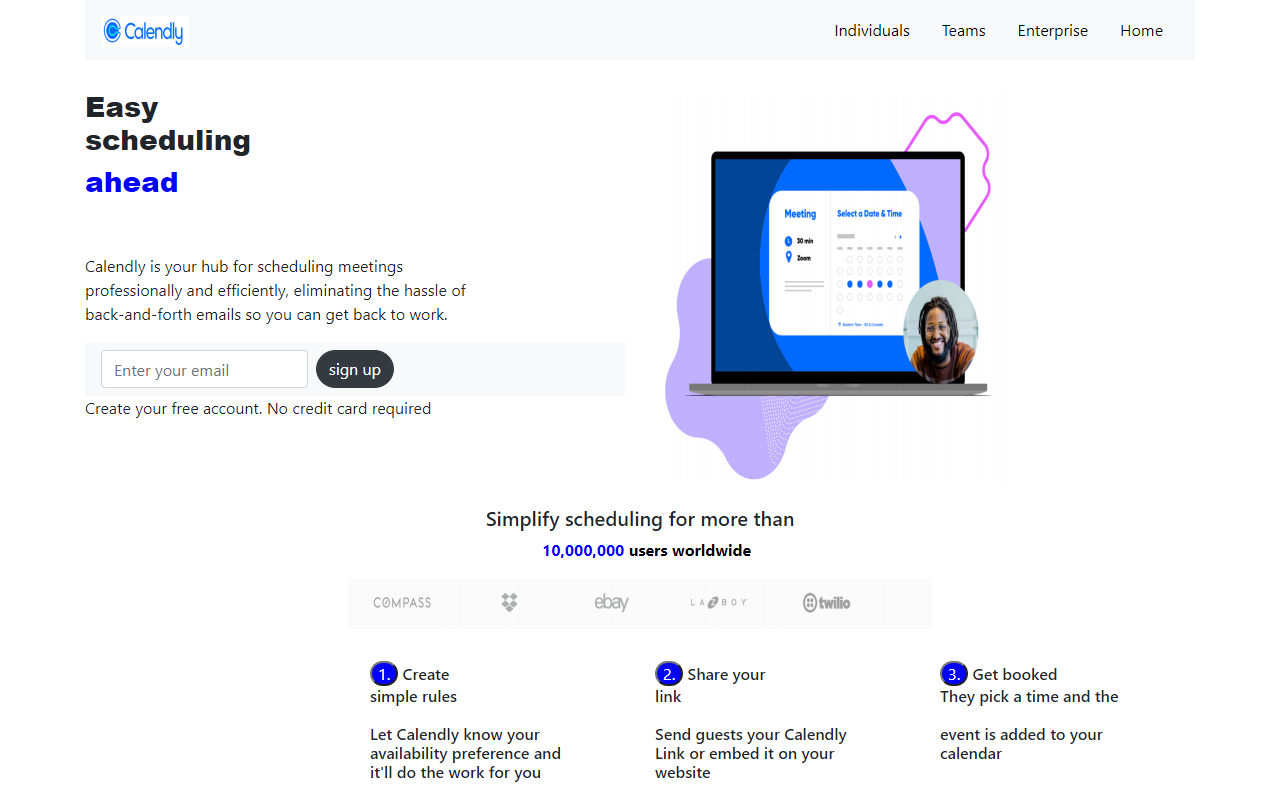 Calendly
Individuals Teams Enterprise Home
Easy
scheduling
ahead
Calendly is your hub for scheduling meetings
professionally and efficiently, eliminating the hassle of
back-and-forth emails so you can get back to work.
Enter your email sign up
Create your free account. No credit card required
Meeting
30 min
Zoom
Select a Date & Time
Eastern Time - US & Canada
Simplify scheduling for more than
10,000,000 users worldwide
COMPASS ebay LA BOY twilio
1. Create
simple rules
Let Calendly know your
availability preference and
it'll do the work for you
2. Share your
link
Send guests your Calendly
Link or embed it on your
website
3. Get booked
They pick a time and the
event is added to your
calendar